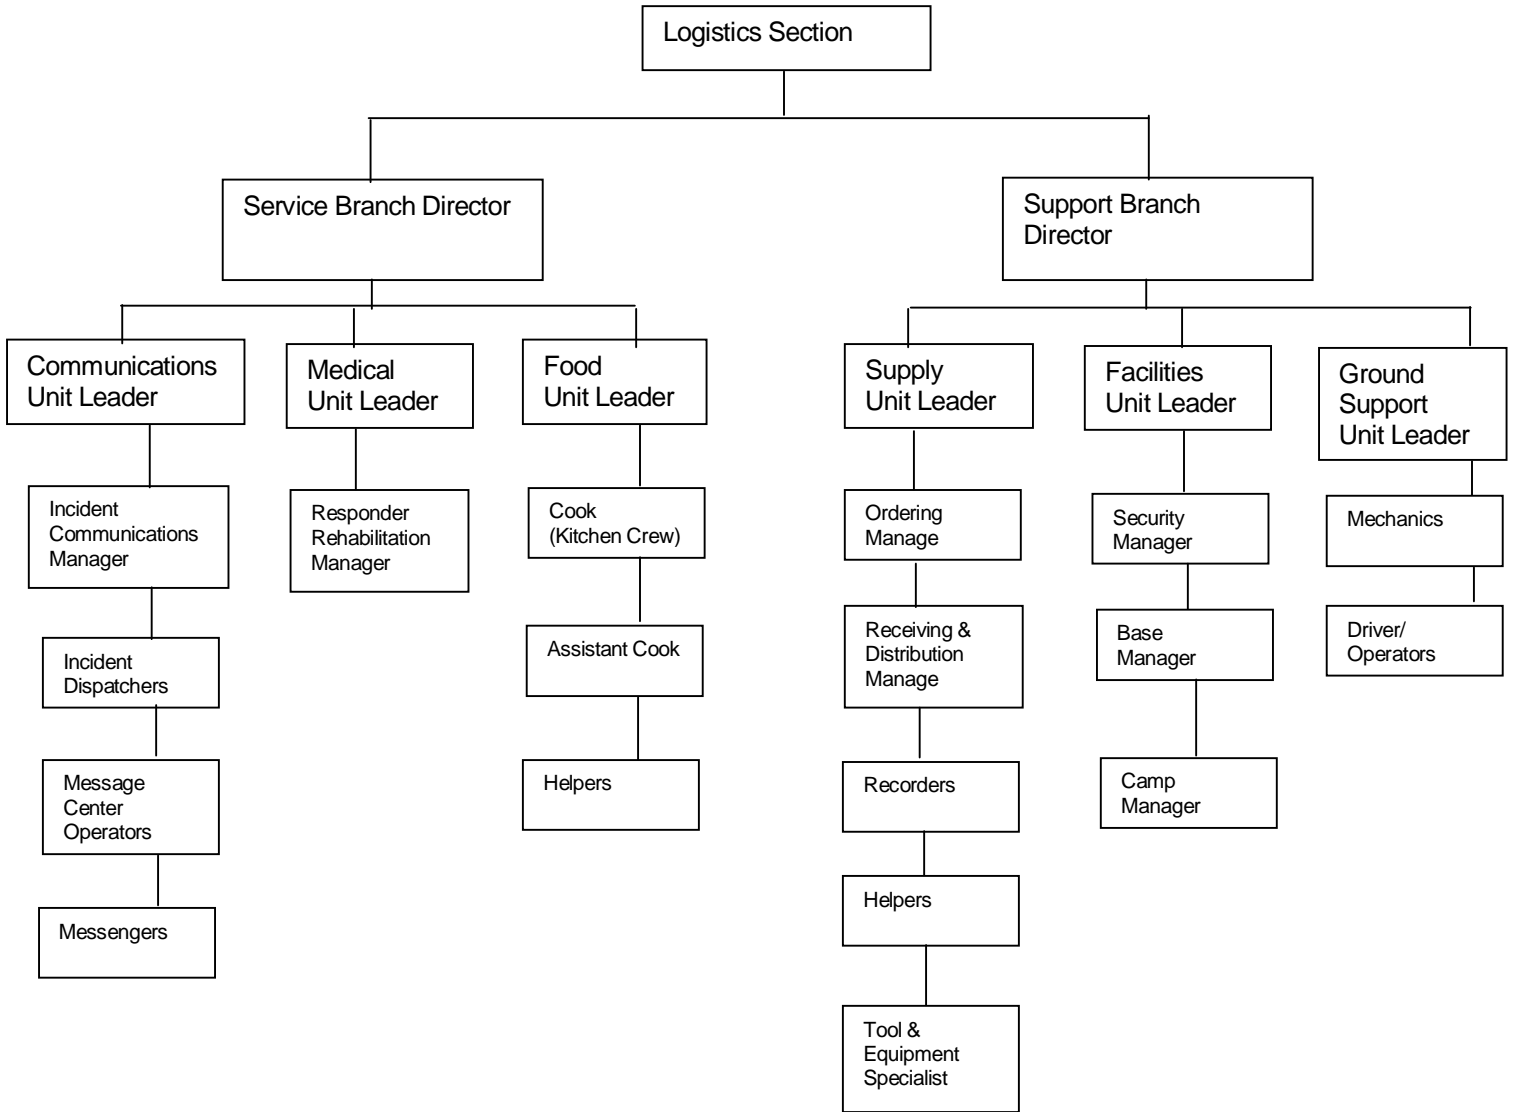 Logistics Section
Service Branch Director
Support Branch
Director
Communications
Unit Leader
Medical
Unit Leader
Food
Unit Leader
Supply
Unit Leader
Facilities
Unit Leader
Ground
Support
Unit Leader
Incident
Communications
Manager
Responder
Rehabilitation
Manager
Cook
(Kitchen Crew)
Ordering
Manage
Security
Manager
Mechanics
Incident
Dispatchers
Assistant Cook
Receiving &
Distribution
Manage
Base
Manager
Driver/
Operators
Message
Center
Operators
Helpers
Recorders
Camp
Manager
Messengers
Helpers
Tool &
Equipment
Specialist